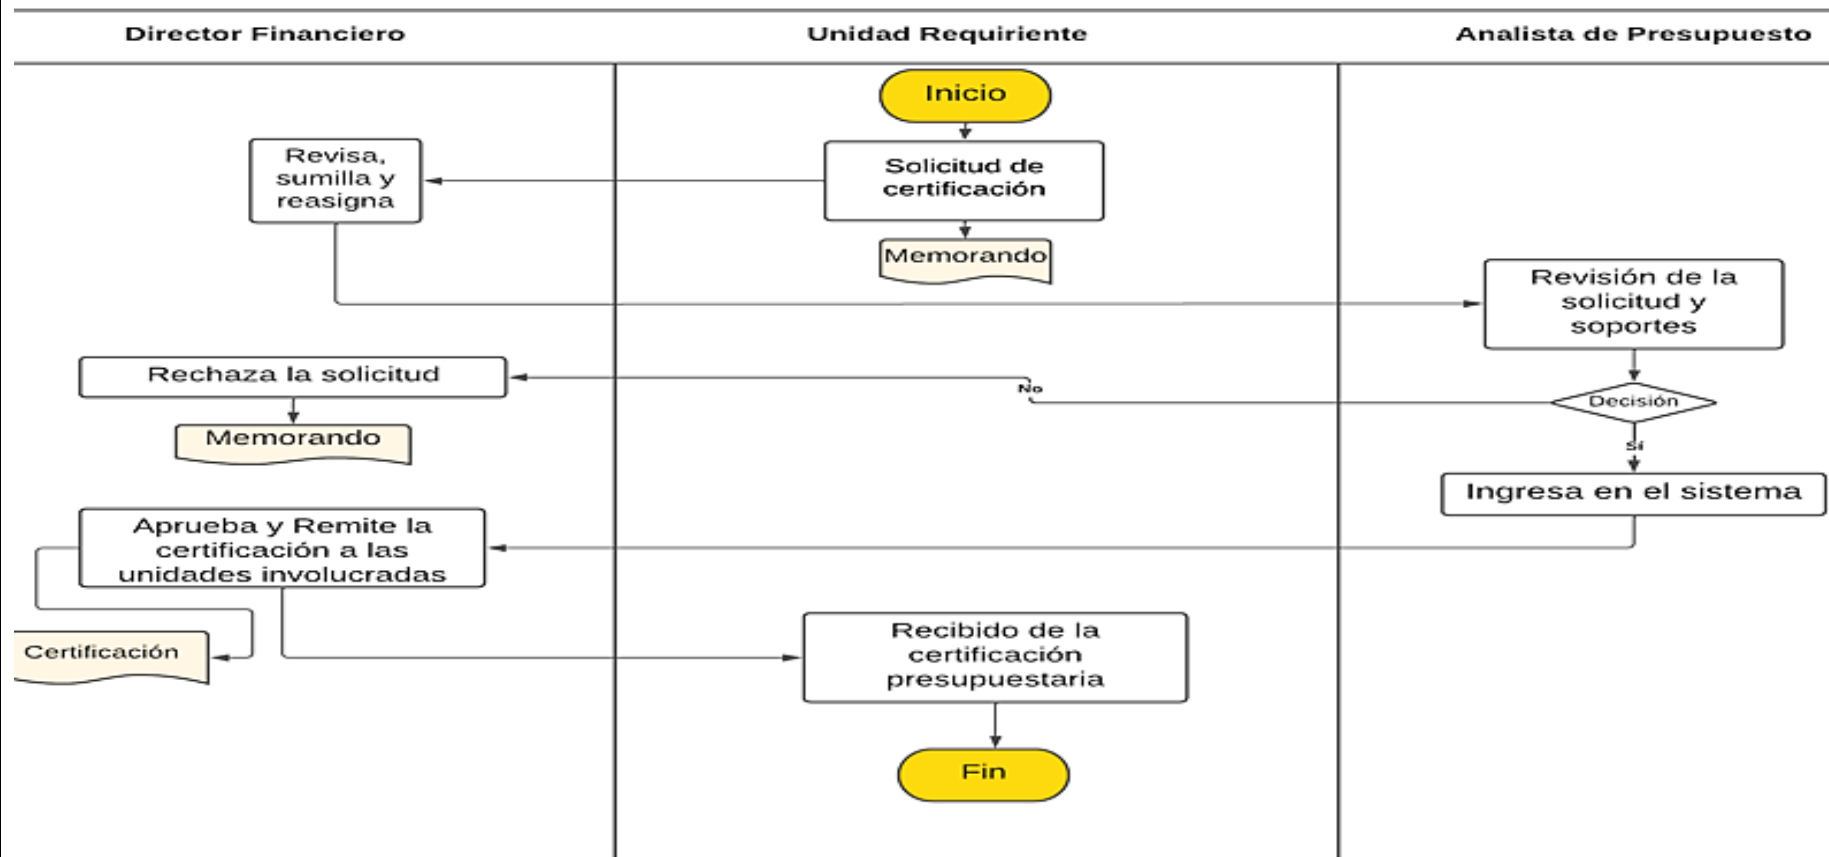 Director Financiero
Unidad Requiriente
Analista de Presupuesto
Inicio
Revisa,
sumilla y
reasigna
Solicitud de
certificación
Memorando
Revisión de la
solicitud y
soportes
Rechaza la solicitud
No
Decisión
Memorando
Sí
Ingresa en el sistema
Aprueba y Remite la
certificación a las
unidades involucradas
Certificación
Recibido de la
certificación
presupuestaria
Fin